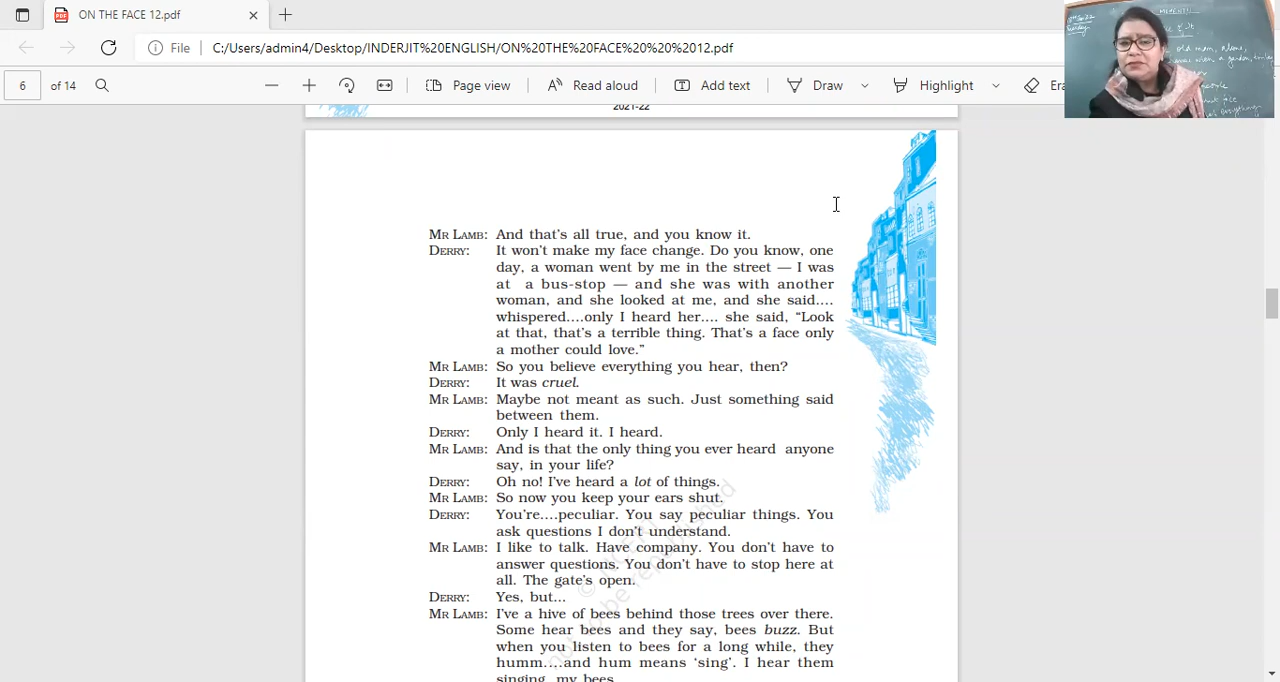 ON THE FACE 12.pdf
File C:/Users/admin4/Desktop/INDERJIT%20ENGLISH/ON%20THE%20FACE%20%20%2012.pdf
6 of 14 Page view Read aloud Add text Draw Highlight
2021-22
MR LAMB: And that's all true, and you know it.
DERRY: It won't make my face change. Do you know, one
day, a woman went by me in the street — I was
at a bus-stop — and she was with another
woman, and she looked at me, and she said....
whispered....only I heard her.... she said, “Look
at that, that's a terrible thing. That's a face only
a mother could love.”
MR LAMB: So you believe everything you hear, then?
DERRY: It was cruel.
MR LAMB: Maybe not meant as such. Just something said
between them.
DERRY: Only I heard it. I heard.
MR LAMB: And is that the only thing you ever heard anyone
say, in your life?
DERRY: Oh no! I've heard a lot of things.
MR LAMB: So now you keep your ears shut.
DERRY: You're....peculiar. You say peculiar things. You
ask questions I don't understand.
MR LAMB: I like to talk. Have company. You don't have to
answer questions. You don't have to stop here at
all. The gate's open.
DERRY: Yes, but...
MR LAMB: I've a hive of bees behind those trees over there.
Some hear bees and they say, bees buzz. But
when you listen to bees for a long while, they
humm....and hum means ‘sing’. I hear them
singing, my bees.
old man, alone,
a garden,